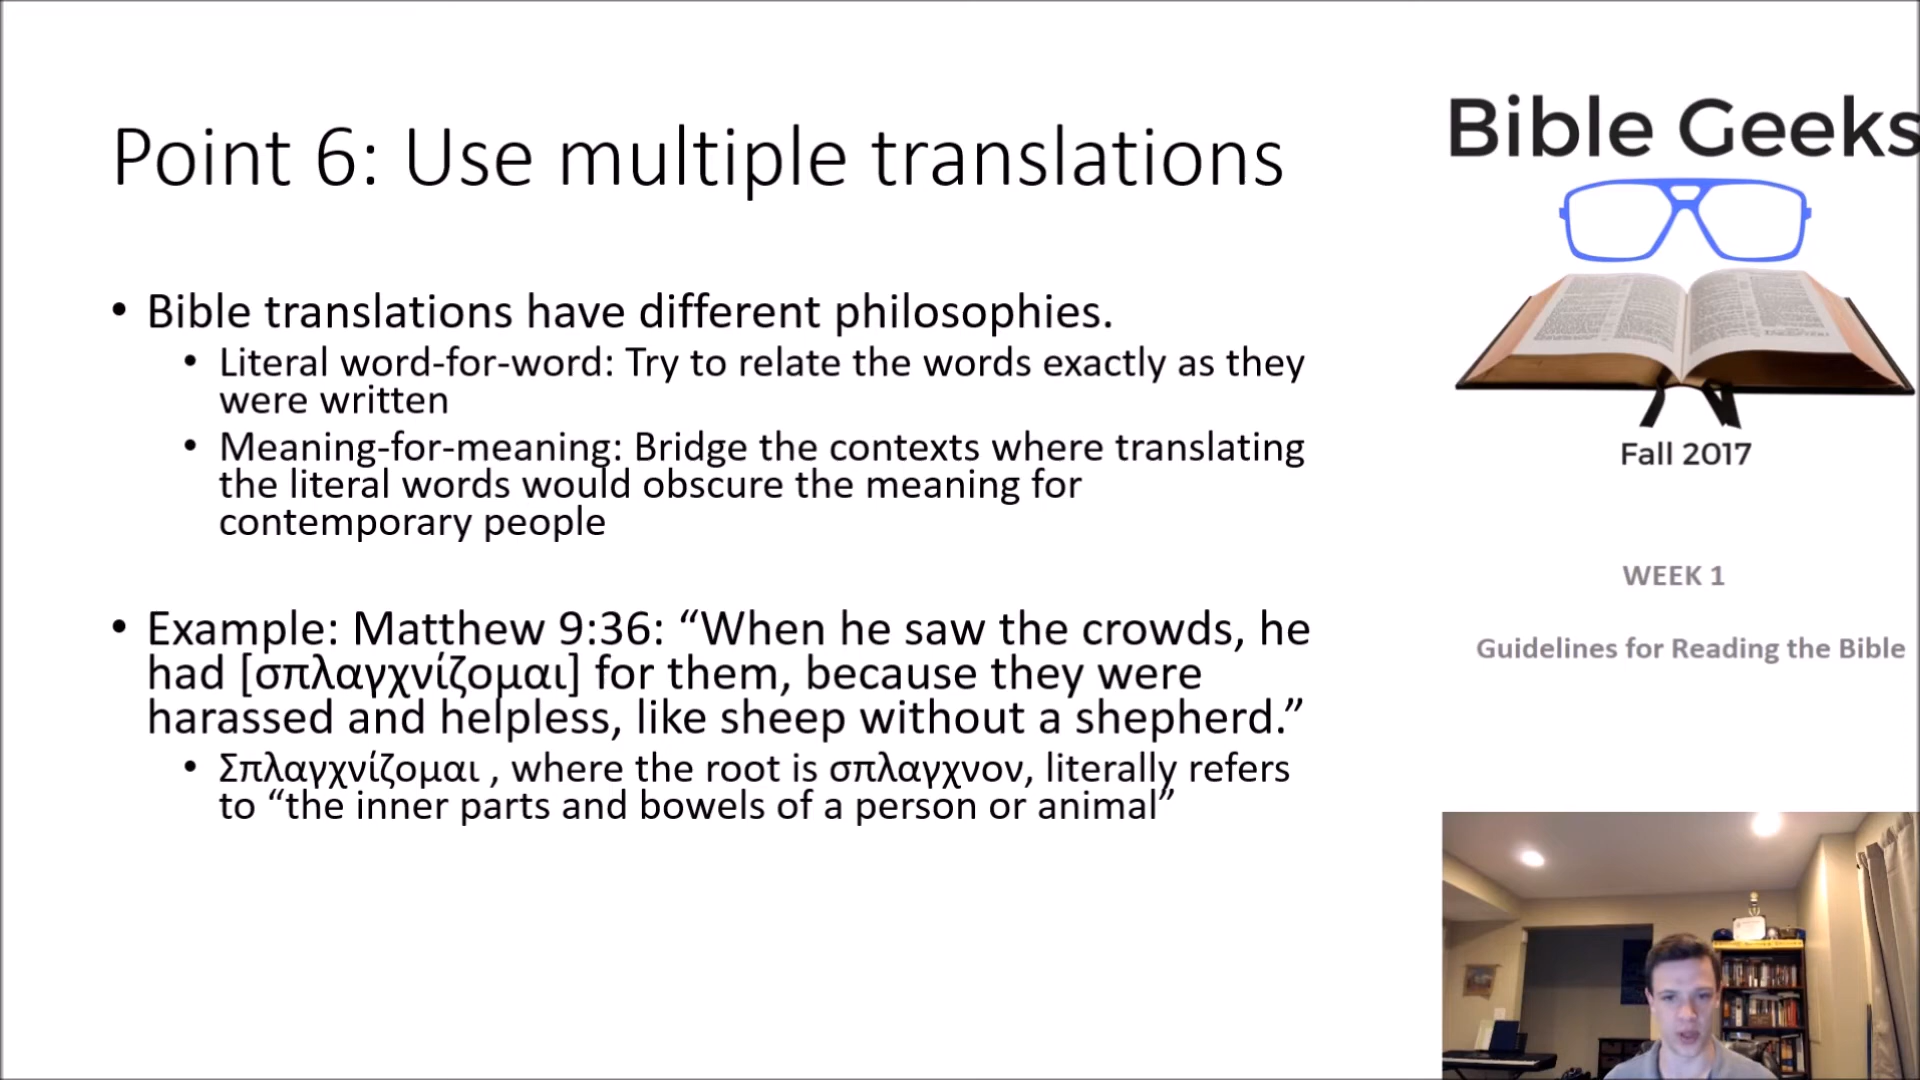 Point 6: Use multiple translations
• Bible translations have different philosophies.
• Literal word-for-word: Try to relate the words exactly as they
were written
• Meaning-for-meaning: Bridge the contexts where translating
the literal words would obscure the meaning for
contemporary people
• Example: Matthew 9:36: “When he saw the crowds, he
had [σπλαγχνίζομαι] for them, because they were
harassed and helpless, like sheep without a shepherd.”
• Σπλαγχνίζομαι , where the root is σπλαγχνον, literally refers
to “the inner parts and bowels of a person or animal”
Bible Geeks
Fall 2017
WEEK 1
Guidelines for Reading the Bible